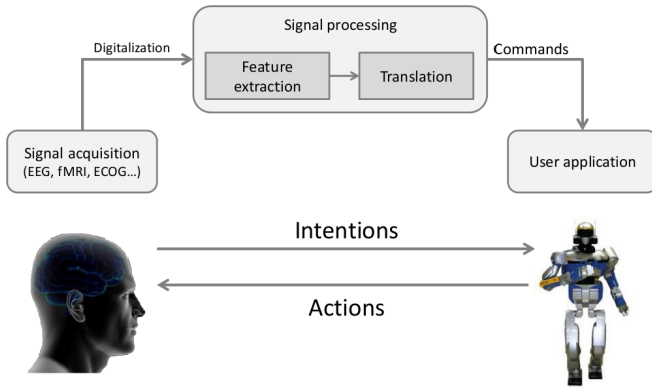 Signal processing
Digitalization
Commands
Feature
extraction
Translation
Signal acquisition
(EEG, fMRI, ECOG...)
User application
Intentions
Actions